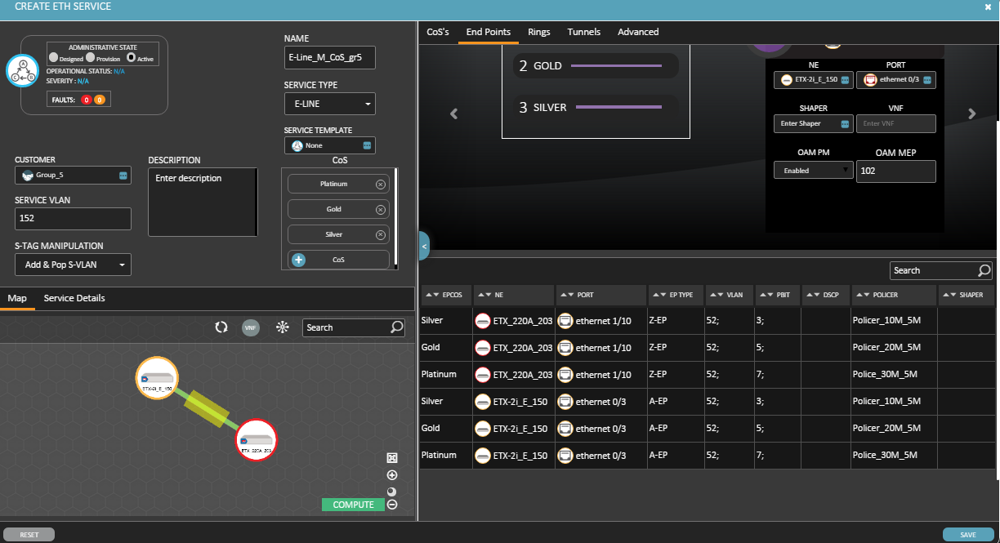 CREATE ETH SERVICE
ADMINISTRATIVE STATE
Designed Provision Active
OPERATIONAL STATUS: N/A
SEVERITY : N/A
FAULTS: 0 0
NAME
E-Line_M_CoS_gr5
SERVICE TYPE
E-LINE
SERVICE TEMPLATE
None
CUSTOMER
Group_5
DESCRIPTION
Enter description
SERVICE VLAN
152
S-TAG MANIPULATION
Add & Pop S-VLAN
CoS
Platinum
Gold
Silver
CoS
Map Service Details
VNF
Search
ETX-2i_E_150
ETX_220A_203
COMPUTE
RESET
CoS's End Points Rings Tunnels Advanced
2 GOLD
3 SILVER
NE PORT
ETX-2i_E_150 ethernet 0/3
SHAPER VNF
Enter Shaper Enter VNF
OAM PM OAM MEP
Enabled 102
<
Search
EPCOS NE PORT EP TYPE VLAN PBIT DSCP POLICER SHAPER
Silver ETX_220A_203 ethernet 1/10 Z-EP 52; 3; Policer_10M_5M
Gold ETX_220A_203 ethernet 1/10 Z-EP 52; 5; Policer_20M_5M
Platinum ETX_220A_203 ethernet 1/10 Z-EP 52; 7; Police_30M_5M
Silver ETX-2i_E_150 ethernet 0/3 A-EP 52; 3; Policer_10M_5M
Gold ETX-2i_E_150 ethernet 0/3 A-EP 52; 5; Policer_20M_5M
Platinum ETX-2i_E_150 ethernet 0/3 A-EP 52; 7; Police_30M_5M
SAVE